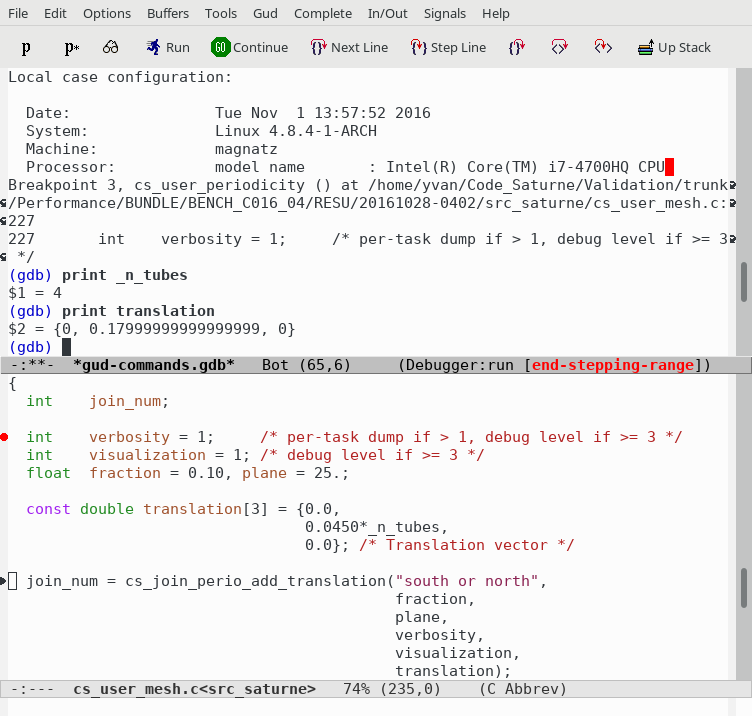 File Edit Options Buffers Tools Gud Complete In/Out Signals Help
p p* Run GO Continue Next Line Step Line Up Stack
Local case configuration:
Date: Tue Nov  1 13:57:52 2016
System: Linux 4.8.4-1-ARCH
Machine: magnatz
Processor: model name : Intel(R) Core(TM) i7-4700HQ CPU
Breakpoint 3, cs_user_periodicity () at /home/yvan/Code_Saturne/Validation/trunk
/Performance/BUNDLE/BENCH_C016_04/RESU/20161028-0402/src_saturne/cs_user_mesh.c:
227
227       int    verbosity = 1;     /* per-task dump if > 1, debug level if >= 3
 */
(gdb) print _n_tubes
$1 = 4
(gdb) print translation
$2 = {0, 0.17999999999999999, 0}
(gdb)
-:**-  *gud-commands.gdb*   Bot (65,6)     (Debugger:run [end-stepping-range])
{
  int    join_num;
  int    verbosity = 1;     /* per-task dump if > 1, debug level if >= 3 */
  int    visualization = 1; /* debug level if >= 3 */
  float  fraction = 0.10, plane = 25.;
  const double translation[3] = {0.0,
                                 0.0450*_n_tubes,
                                 0.0}; /* Translation vector */
  join_num = cs_join_perio_add_translation("south or north",
                                           fraction,
                                           plane,
                                           verbosity,
                                           visualization,
                                           translation);
-:---  cs_user_mesh.c<src_saturne>   74% (235,0)    (C Abbrev)